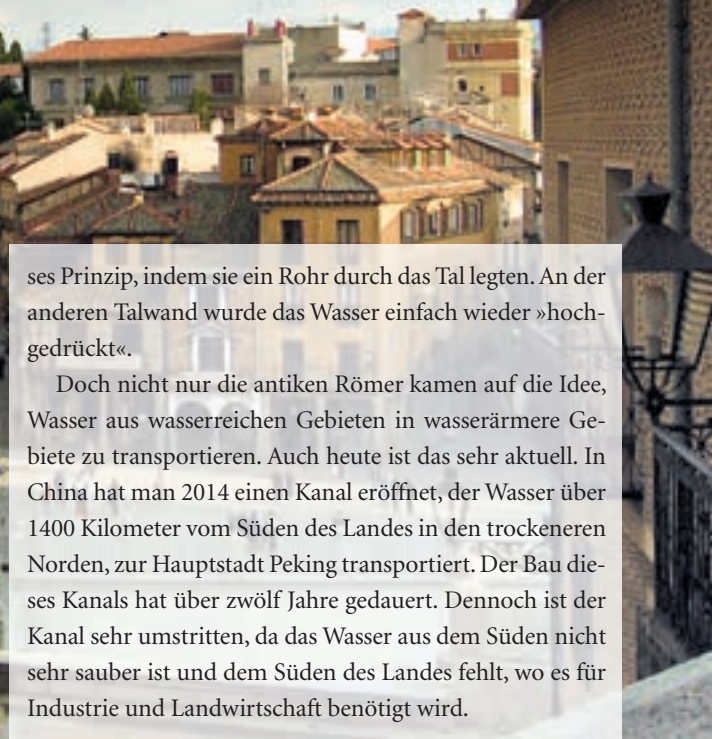 ses Prinzip, indem sie ein Rohr durch das Tal legten. An der
anderen Talwand wurde das Wasser einfach wieder »hoch-
gedrückt«.
Doch nicht nur die antiken Römer kamen auf die Idee,
Wasser aus wasserreichen Gebieten in wasserärmere Ge-
biete zu transportieren. Auch heute ist das sehr aktuell. In
China hat man 2014 einen Kanal eröffnet, der Wasser über
1400 Kilometer vom Süden des Landes in den trockeneren
Norden, zur Hauptstadt Peking transportiert. Der Bau die-
ses Kanals hat über zwölf Jahre gedauert. Dennoch ist der
Kanal sehr umstritten, da das Wasser aus dem Süden nicht
sehr sauber ist und dem Süden des Landes fehlt, wo es für
Industrie und Landwirtschaft benötigt wird.